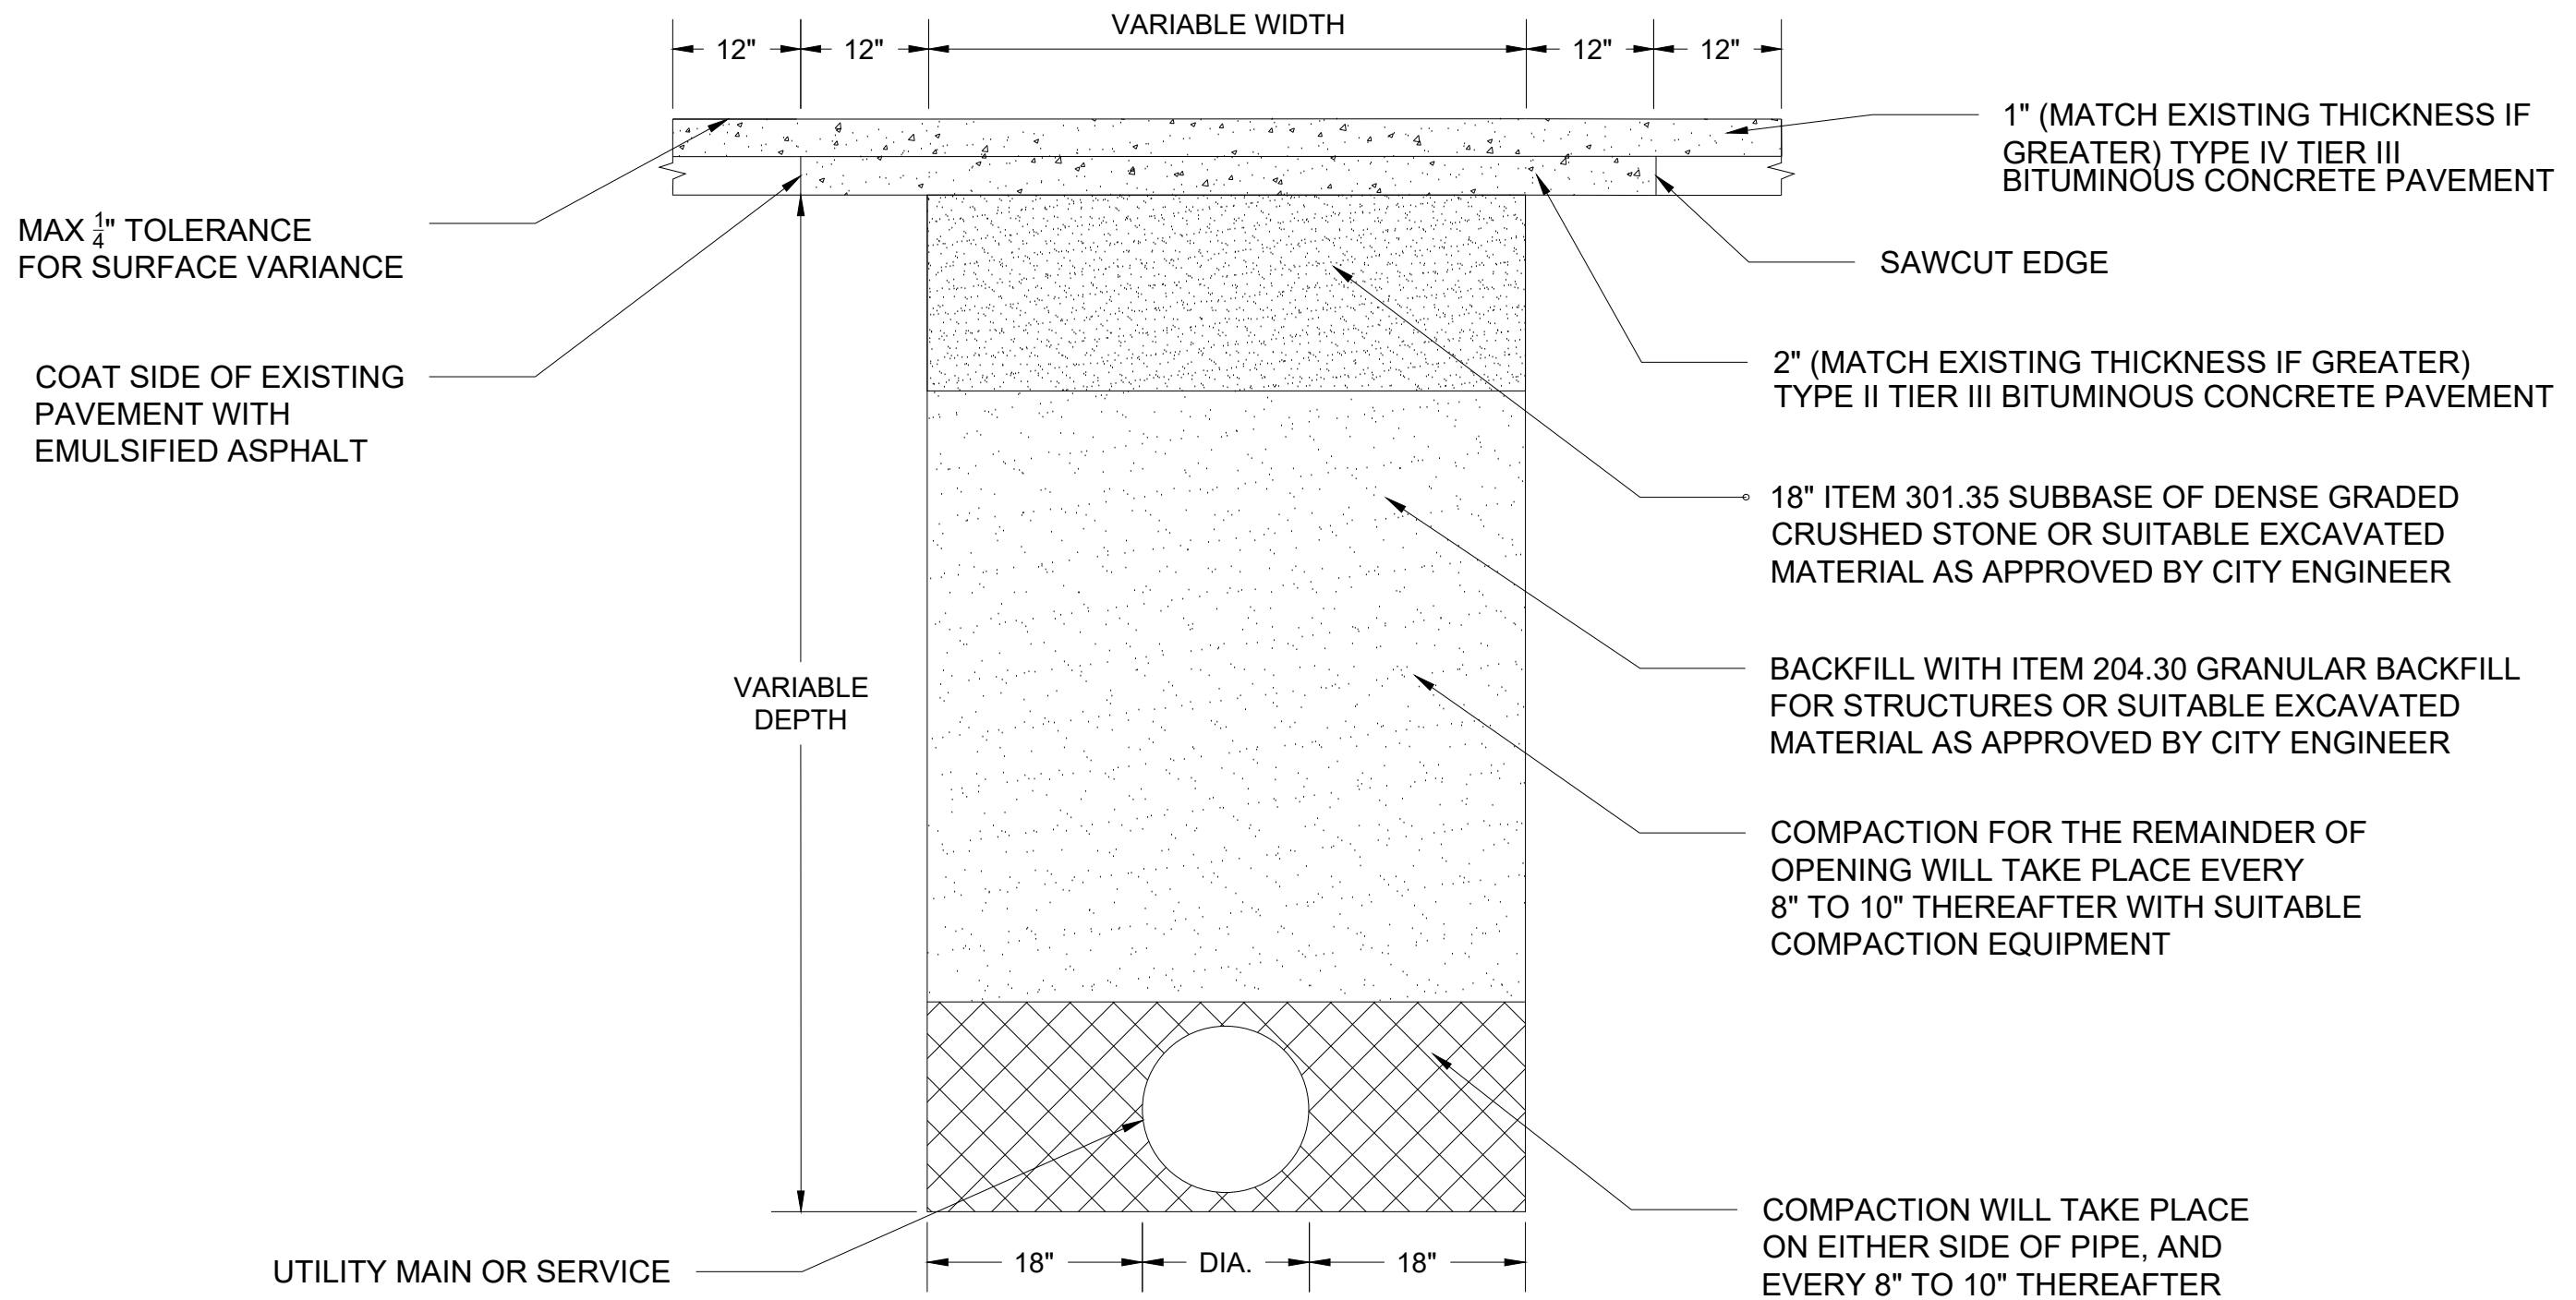 VARIABLE WIDTH
12"
12"
12"
12"
1" (MATCH EXISTING THICKNESS IF
GREATER) TYPE IV TIER III
BITUMINOUS CONCRETE PAVEMENT
MAX 1/4" TOLERANCE
FOR SURFACE VARIANCE
SAWCUT EDGE
COAT SIDE OF EXISTING
PAVEMENT WITH
EMULSIFIED ASPHALT
2" (MATCH EXISTING THICKNESS IF GREATER)
TYPE II TIER III BITUMINOUS CONCRETE PAVEMENT
18" ITEM 301.35 SUBBASE OF DENSE GRADED
CRUSHED STONE OR SUITABLE EXCAVATED
MATERIAL AS APPROVED BY CITY ENGINEER
VARIABLE
DEPTH
BACKFILL WITH ITEM 204.30 GRANULAR BACKFILL
FOR STRUCTURES OR SUITABLE EXCAVATED
MATERIAL AS APPROVED BY CITY ENGINEER
COMPACTION FOR THE REMAINDER OF
OPENING WILL TAKE PLACE EVERY
8" TO 10" THEREAFTER WITH SUITABLE
COMPACTION EQUIPMENT
COMPACTION WILL TAKE PLACE
ON EITHER SIDE OF PIPE, AND
EVERY 8" TO 10" THEREAFTER
UTILITY MAIN OR SERVICE
18"
DIA.
18"